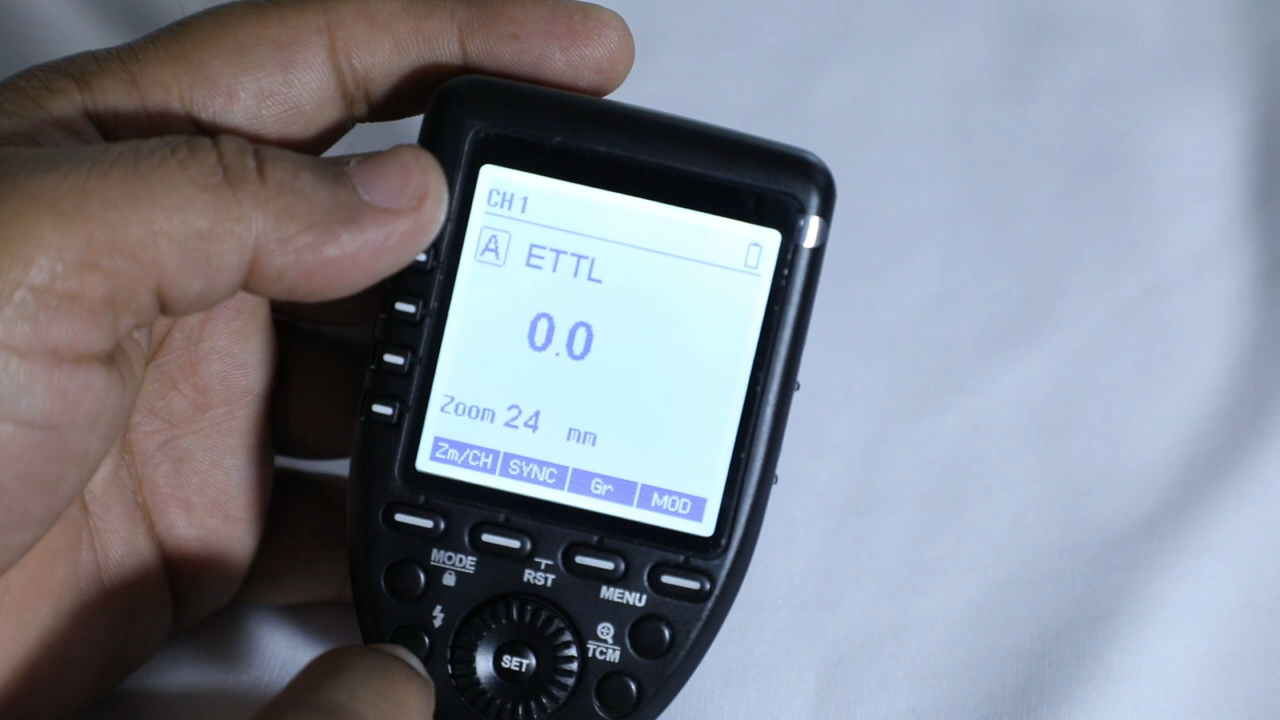 CH1
A ETTL
0.0
Zoom 24 mm
Zm/CH SYNC Gr MOD
MODE
RST
MENU
TCM
SET